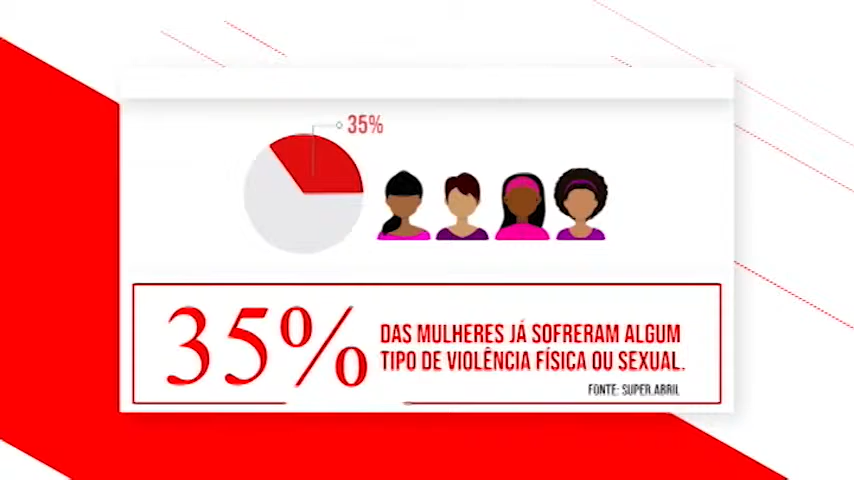 35%
35%
DAS MULHERES JÁ SOFRERAM ALGUM
TIPO DE VIOLÊNCIA FÍSICA OU SEXUAL.
FONTE: SUPER.ABRIL